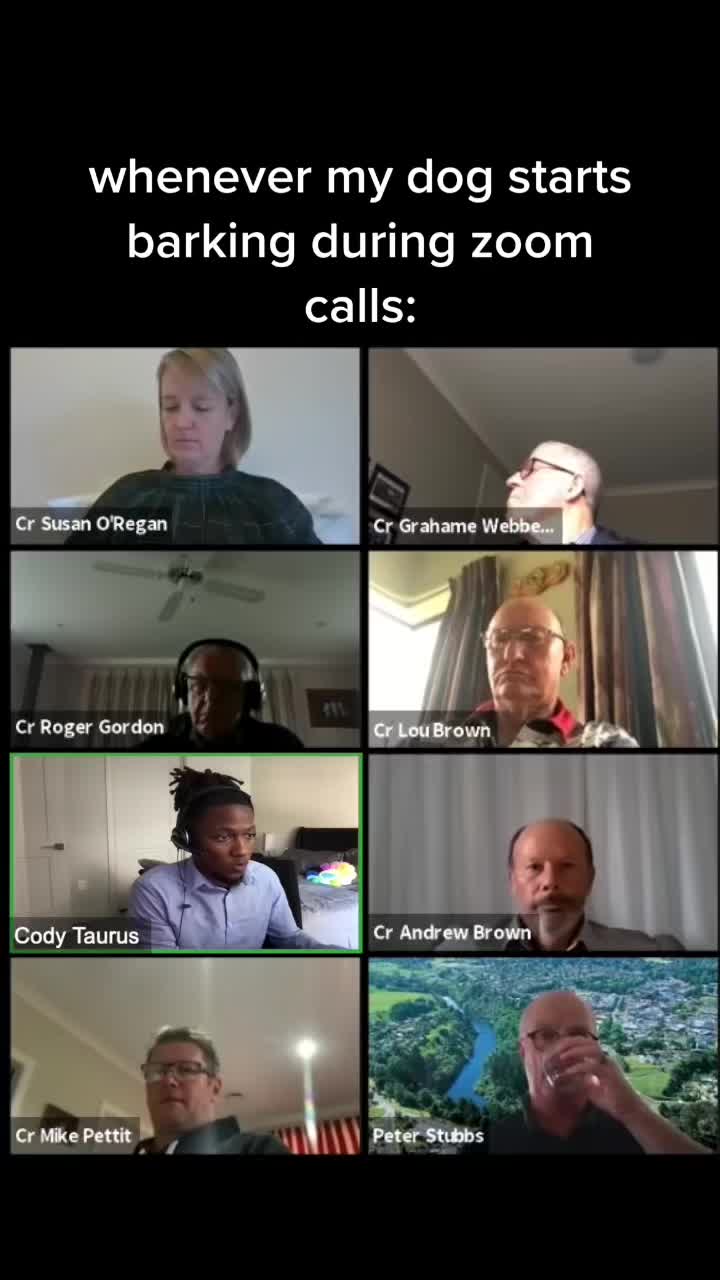 whenever my dog starts
barking during zoom
calls:
Cr Susan O'Regan
Cr Grahame Webbe...
Cr Roger Gordon
Cr Lou Brown
Cody Taurus
Cr Andrew Brown
Cr Mike Pettit
Peter Stubbs